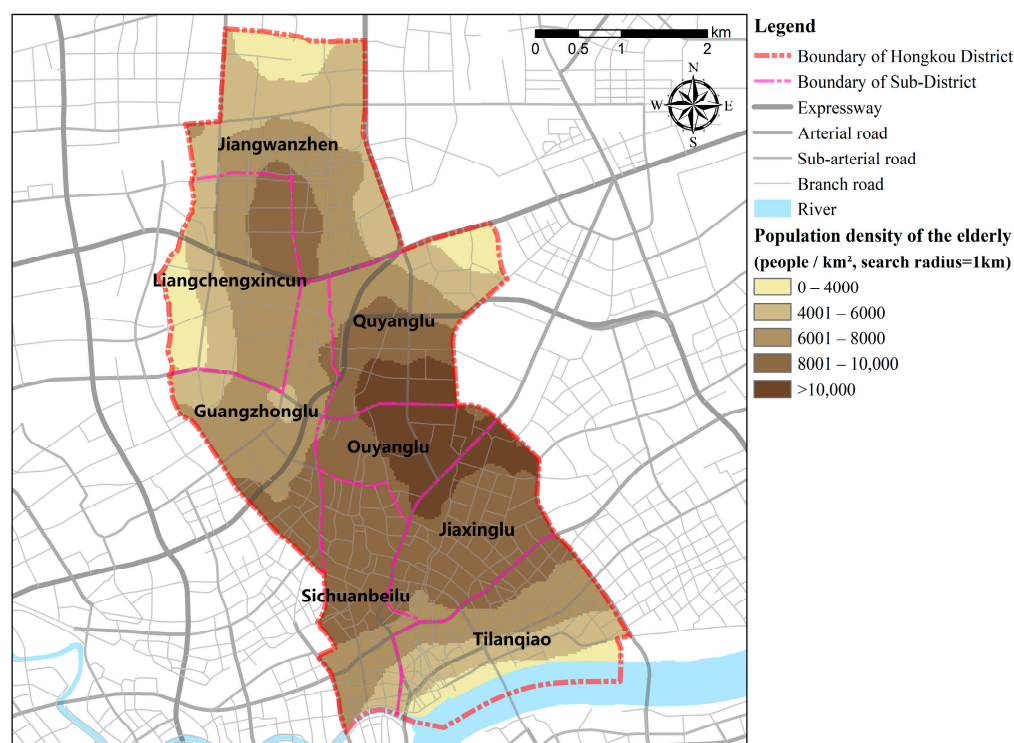 km
0 0.5 1 2
N
W E
S
Jiangwanzhen
Liangchengxincun
Quyanglu
Guangzhonglu
Ouyanglu
Jiaxinglu
Sichuanbeilu
Tilanqiao
Legend
Boundary of Hongkou District
Boundary of Sub-District
Expressway
Arterial road
Sub-arterial road
Branch road
River
Population density of the elderly
(people / km², search radius=1km)
0 – 4000
4001 – 6000
6001 – 8000
8001 – 10,000
>10,000